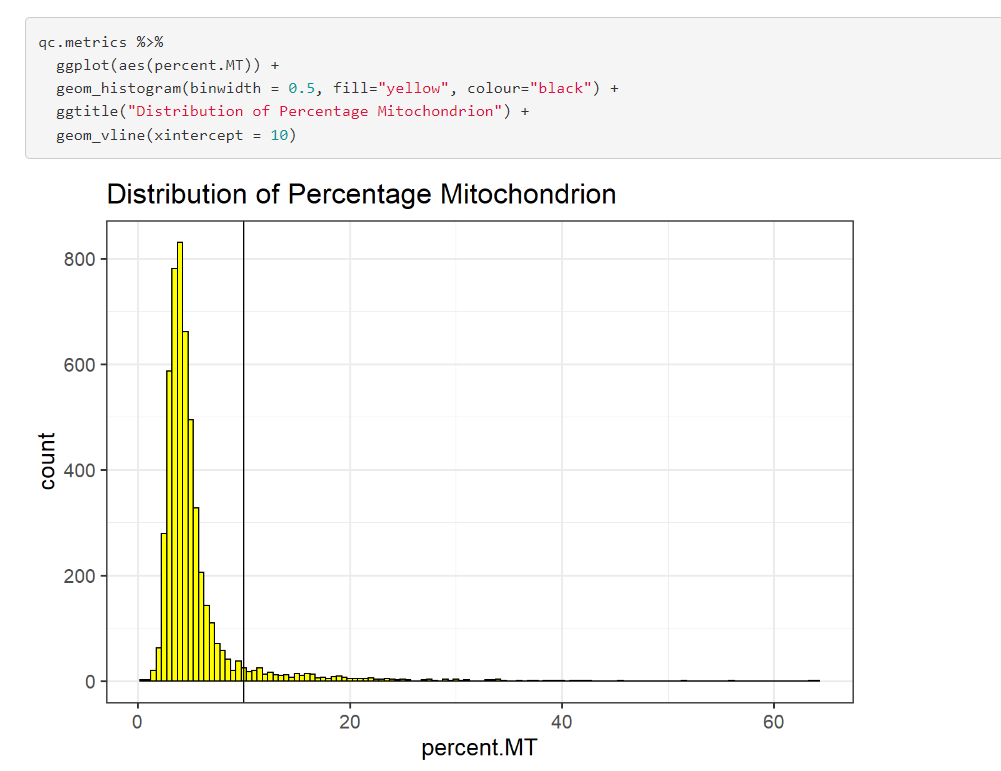 qc.metrics %>%
  ggplot(aes(percent.MT)) +
  geom_histogram(binwidth = 0.5, fill="yellow", colour="black") +
  ggtitle("Distribution of Percentage Mitochondrion") +
  geom_vline(xintercept = 10)
Distribution of Percentage Mitochondrion
800
600
400
200
0
count
0 20 40 60
percent.MT